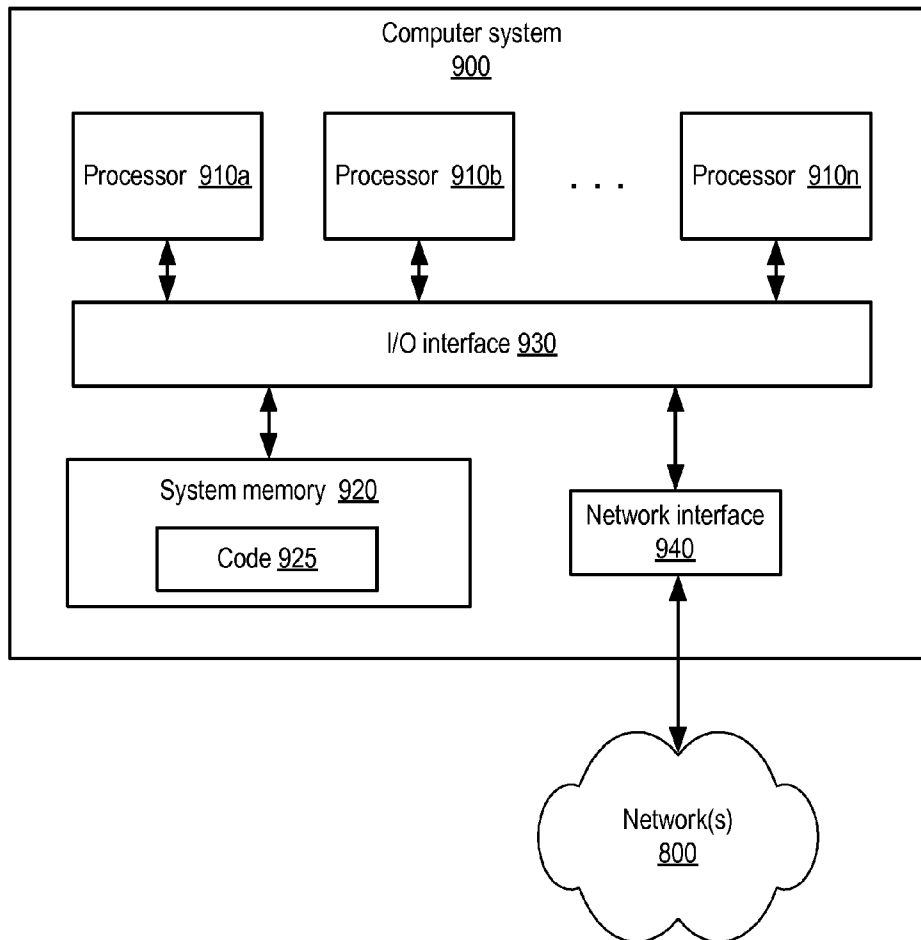 Computer system
900
Processor 910a
Processor 910b
. . .
Processor 910n
I/O interface 930
System memory 920
Code 925
Network interface
940
Network(s)
800